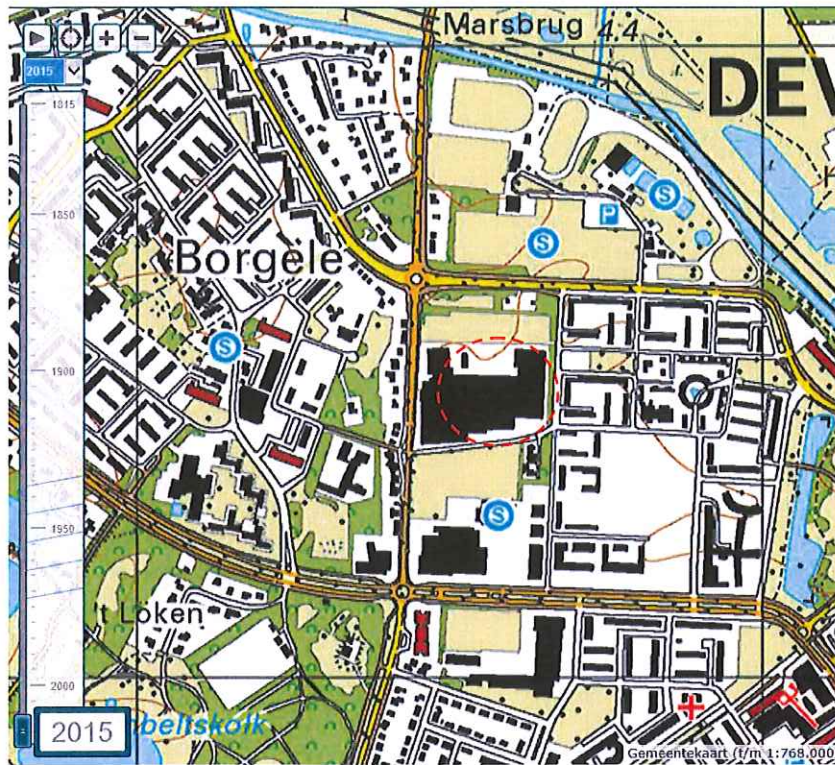 Marsbrug 4.4
2015
DEV
1815
S
P
S
1850
Borgele
S
1900
S
1950
't Loken
2000
2015
beltskolk
Gemeentekaart (t/m 1:768.000